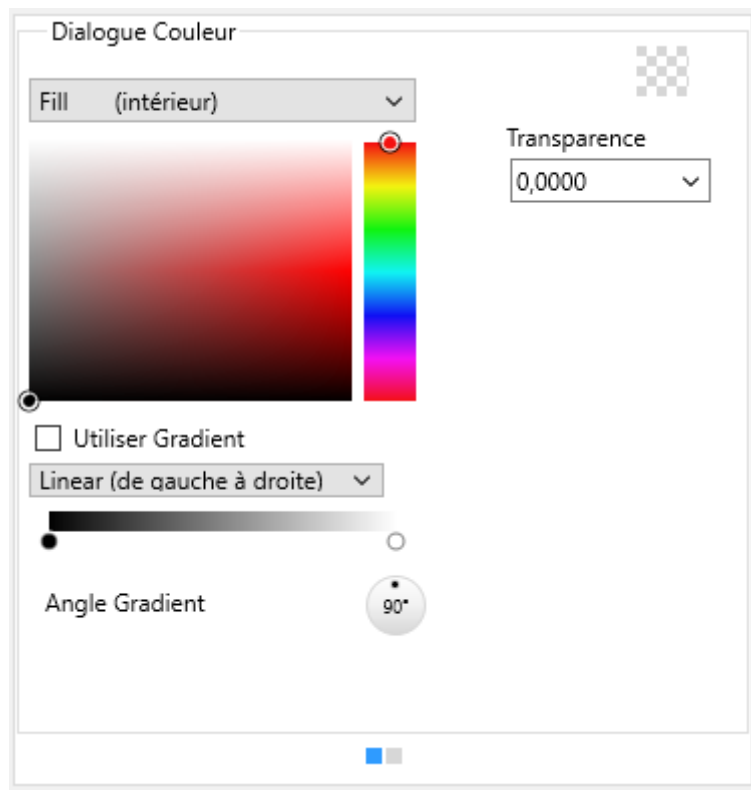 Dialogue Couleur
Fill (intérieur)
Transparence
0,0000
Utiliser Gradient
Linear (de gauche à droite)
Angle Gradient
90°